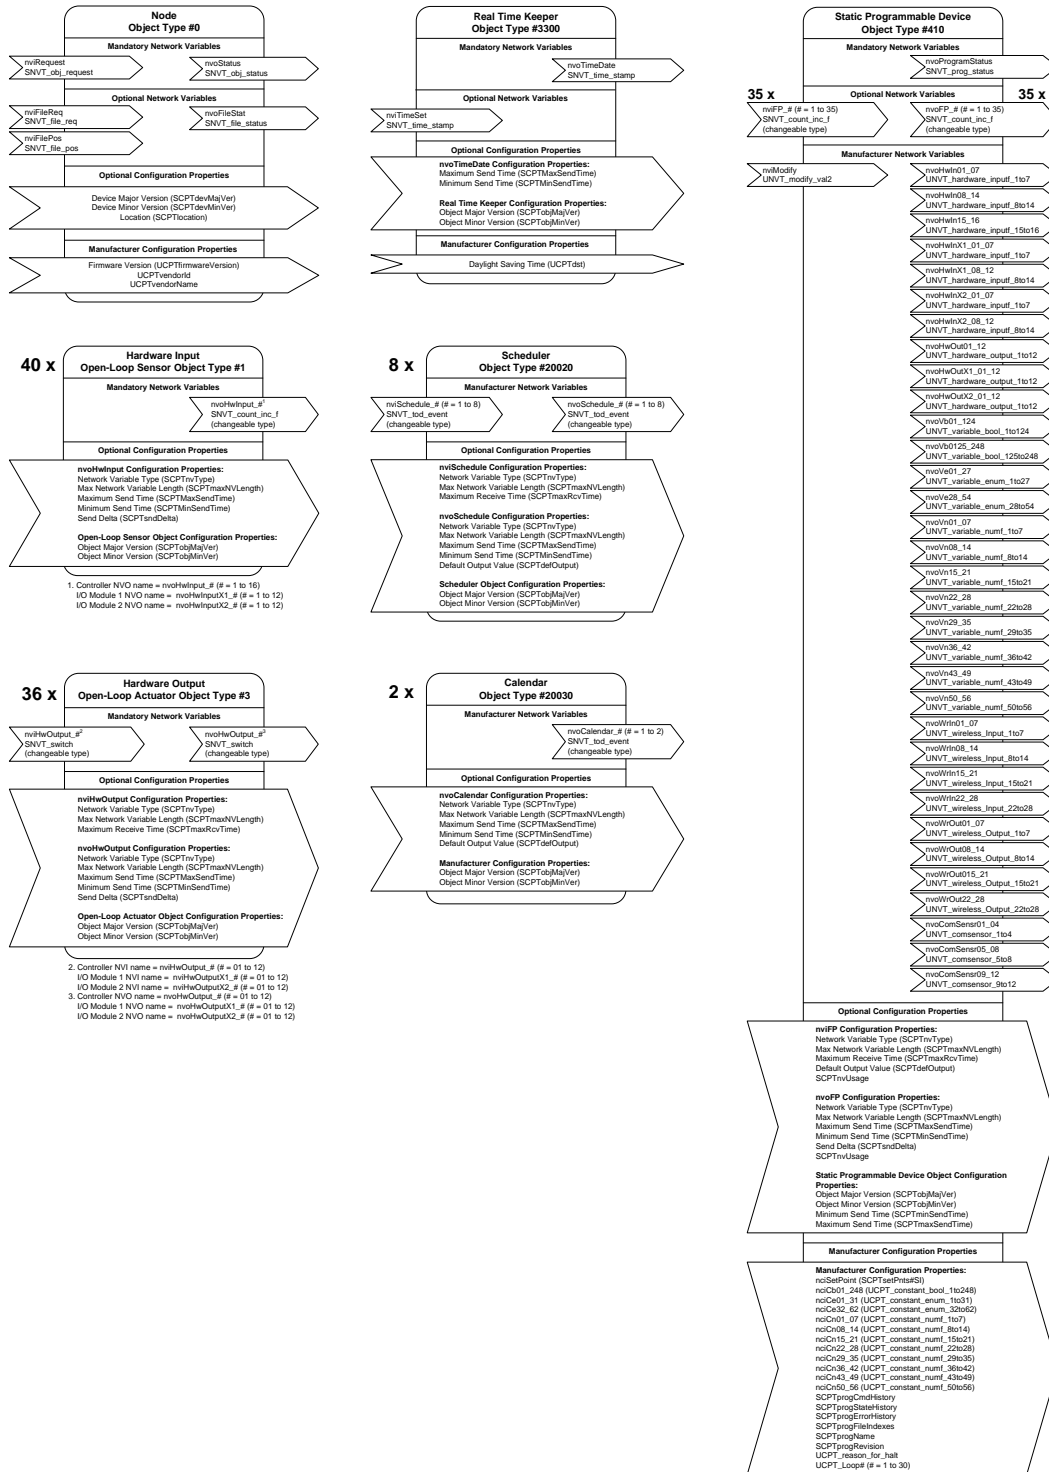 Node
Object Type #0
Mandatory Network Variables
nviRequest
SNVT_obj_request
nvoStatus
SNVT_obj_status
Optional Network Variables
nviFileReq
SNVT_file_req
nvoFileStat
SNVT_file_status
nviFilePos
SNVT_file_pos
Optional Configuration Properties
Device Major Version (SCPTdevMajVer)
Device Minor Version (SCPTdevMinVer)
Location (SCPTlocation)
Manufacturer Configuration Properties
Firmware Version (UCPTfirmwareVersion)
UCPTvendorId
UCPTvendorName
Real Time Keeper
Object Type #3300
Mandatory Network Variables
nvoTimeDate
SNVT_time_stamp
Optional Network Variables
nviTimeSet
SNVT_time_stamp
Optional Configuration Properties
nvoTimeDate Configuration Properties:
Maximum Send Time (SCPTMaxSendTime)
Minimum Send Time (SCPTMinSendTime)
Real Time Keeper Configuration Properties:
Object Major Version (SCPTobjMajVer)
Object Minor Version (SCPTobjMinVer)
Manufacturer Configuration Properties
Daylight Saving Time (UCPTdst)
40 x
Hardware Input
Open-Loop Sensor Object Type #1
Mandatory Network Variables
nvoHwInput_#1
SNVT_count_inc_f
(changeable type)
Optional Configuration Properties
nvoHwInput Configuration Properties:
Network Variable Type (SCPTnvType)
Max Network Variable Length (SCPTmaxNVLength)
Maximum Send Time (SCPTMaxSendTime)
Minimum Send Time (SCPTMinSendTime)
Send Delta (SCPTsndDelta)
Open-Loop Sensor Object Configuration Properties:
Object Major Version (SCPTobjMajVer)
Object Minor Version (SCPTobjMinVer)
1. Controller NVO name = nvoHwInput_# (# = 1 to 16)
I/O Module 1 NVO name = nvoHwInputX1_# (# = 1 to 12)
I/O Module 2 NVO name = nvoHwInputX2_# (# = 1 to 12)
8 x
Scheduler
Object Type #20020
Manufacturer Network Variables
nviSchedule_# (# = 1 to 8)
SNVT_tod_event
(changeable type)
nvoSchedule_# (# = 1 to 8)
SNVT_tod_event
(changeable type)
Optional Configuration Properties
nviSchedule Configuration Properties:
Network Variable Type (SCPTnvType)
Max Network Variable Length (SCPTmaxNVLength)
Maximum Receive Time (SCPTmaxRcvTime)
nvoSchedule Configuration Properties:
Network Variable Type (SCPTnvType)
Max Network Variable Length (SCPTmaxNVLength)
Maximum Send Time (SCPTMaxSendTime)
Minimum Send Time (SCPTMinSendTime)
Default Output Value (SCPTdefOutput)
Scheduler Object Configuration Properties:
Object Major Version (SCPTobjMajVer)
Object Minor Version (SCPTobjMinVer)
36 x
Hardware Output
Open-Loop Actuator Object Type #3
Mandatory Network Variables
nviHwOutput_#2
SNVT_switch
(changeable type)
nvoHwOutput_#3
SNVT_switch
(changeable type)
Optional Configuration Properties
nviHwOutput Configuration Properties:
Network Variable Type (SCPTnvType)
Max Network Variable Length (SCPTmaxNVLength)
Maximum Receive Time (SCPTmaxRcvTime)
nvoHwOutput Configuration Properties:
Network Variable Type (SCPTnvType)
Max Network Variable Length (SCPTmaxNVLength)
Maximum Send Time (SCPTMaxSendTime)
Minimum Send Time (SCPTMinSendTime)
Send Delta (SCPTsndDelta)
Open-Loop Actuator Object Configuration Properties:
Object Major Version (SCPTobjMajVer)
Object Minor Version (SCPTobjMinVer)
2. Controller NVI name = nviHwOutput_# (# = 01 to 12)
I/O Module 1 NVI name = nviHwOutputX1_# (# = 01 to 12)
I/O Module 2 NVI name = nviHwOutputX2_# (# = 01 to 12)
3. Controller NVO name = nvoHwOutput_# (# = 01 to 12)
I/O Module 1 NVO name = nvoHwOutputX1_# (# = 01 to 12)
I/O Module 2 NVO name = nvoHwOutputX2_# (# = 01 to 12)
2 x
Calendar
Object Type #20030
Manufacturer Network Variables
nvoCalendar_# (# = 1 to 2)
SNVT_tod_event
(changeable type)
Optional Configuration Properties
nvoCalendar Configuration Properties:
Network Variable Type (SCPTnvType)
Max Network Variable Length (SCPTmaxNVLength)
Maximum Send Time (SCPTMaxSendTime)
Minimum Send Time (SCPTMinSendTime)
Default Output Value (SCPTdefOutput)
Manufacturer Configuration Properties:
Object Major Version (SCPTobjMajVer)
Object Minor Version (SCPTobjMinVer)
Static Programmable Device
Object Type #410
Mandatory Network Variables
nvoProgramStatus
SNVT_prog_status
35 x
Optional Network Variables
35 x
nviFP_# (# = 1 to 35)
SNVT_count_inc_f
(changeable type)
nvoFP_# (# = 1 to 35)
SNVT_count_inc_f
(changeable type)
Manufacturer Network Variables
nviModify
UNVT_modify_val2
nvoHwIn01_07
UNVT_hardware_inputf_1to7
nvoHwIn08_14
UNVT_hardware_inputf_8to14
nvoHwIn15_16
UNVT_hardware_inputf_15to16
nvoHwInX1_01_07
UNVT_hardware_inputf_1to7
nvoHwInX1_08_12
UNVT_hardware_inputf_8to14
nvoHwInX2_01_07
UNVT_hardware_inputf_1to7
nvoHwInX2_08_12
UNVT_hardware_inputf_8to14
nvoHwOut01_12
UNVT_hardware_output_1to12
nvoHwOutX1_01_12
UNVT_hardware_output_1to12
nvoHwOutX2_01_12
UNVT_hardware_output_1to12
nvoVb01_124
UNVT_variable_bool_1to124
nvoVb0125_248
UNVT_variable_bool_125to248
nvoVe01_27
UNVT_variable_enum_1to27
nvoVe28_54
UNVT_variable_enum_28to54
nvoVn01_07
UNVT_variable_numf_1to7
nvoVn08_14
UNVT_variable_numf_8to14
nvoVn15_21
UNVT_variable_numf_15to21
nvoVn22_28
UNVT_variable_numf_22to28
nvoVn29_35
UNVT_variable_numf_29to35
nvoVn36_42
UNVT_variable_numf_36to42
nvoVn43_49
UNVT_variable_numf_43to49
nvoVn50_56
UNVT_variable_numf_50to56
nvoWrIn01_07
UNVT_wireless_Input_1to7
nvoWrIn08_14
UNVT_wireless_Input_8to14
nvoWrIn15_21
UNVT_wireless_Input_15to21
nvoWrIn22_28
UNVT_wireless_Input_22to28
nvoWrOut01_07
UNVT_wireless_Output_1to7
nvoWrOut08_14
UNVT_wireless_Output_8to14
nvoWrOut015_21
UNVT_wireless_Output_15to21
nvoWrOut22_28
UNVT_wireless_Output_22to28
nvoComSensr01_04
UNVT_comsensor_1to4
nvoComSensr05_08
UNVT_comsensor_5to8
nvoComSensr09_12
UNVT_comsensor_9to12
Optional Configuration Properties
nviFP Configuration Properties:
Network Variable Type (SCPTnvType)
Max Network Variable Length (SCPTmaxNVLength)
Maximum Receive Time (SCPTmaxRcvTime)
Default Output Value (SCPTdefOutput)
SCPTnvUsage
nvoFP Configuration Properties:
Network Variable Type (SCPTnvType)
Max Network Variable Length (SCPTmaxNVLength)
Maximum Send Time (SCPTMaxSendTime)
Minimum Send Time (SCPTMinSendTime)
Send Delta (SCPTsndDelta)
SCPTnvUsage
Static Programmable Device Object Configuration
Properties:
Object Major Version (SCPTobjMajVer)
Object Minor Version (SCPTobjMinVer)
Minimum Send Time (SCPTminSendTime)
Maximum Send Time (SCPTmaxSendTime)
Manufacturer Configuration Properties
Manufacturer Configuration Properties:
nciSetPoint (SCPTsetPnts#SI)
nciCb01_248 (UCPT_constant_bool_1to248)
nciCe01_31 (UCPT_constant_enum_1to31)
nciCe32_62 (UCPT_constant_enum_32to62)
nciCn01_07 (UCPT_constant_numf_1to7)
nciCn08_14 (UCPT_constant_numf_8to14)
nciCn15_21 (UCPT_constant_numf_15to21)
nciCn22_28 (UCPT_constant_numf_22to28)
nciCn29_35 (UCPT_constant_numf_29to35)
nciCn36_42 (UCPT_constant_numf_36to42)
nciCn43_49 (UCPT_constant_numf_43to49)
nciCn50_56 (UCPT_constant_numf_50to56)
SCPTprogCmdHistory
SCPTprogStateHistory
SCPTprogErrorHistory
SCPTprogFileIndexes
SCPTprogName
SCPTprogRevision
UCPT_reason_for_halt
UCPT_Loop# (# = 1 to 30)